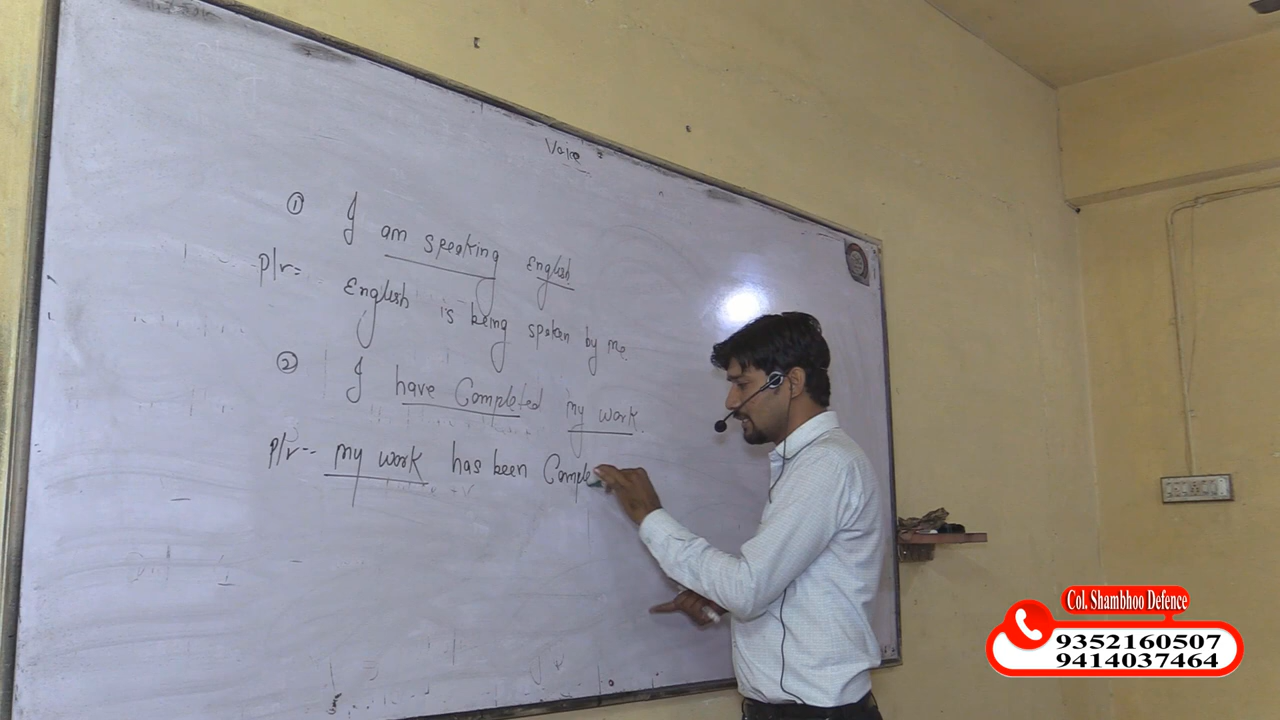 Voice =
① I am speaking English
P/v= English is being spoken by me
② I have Completed my work.
P/v-- my work has been Comple
Col. Shambhoo Defence
9352160507
9414037464